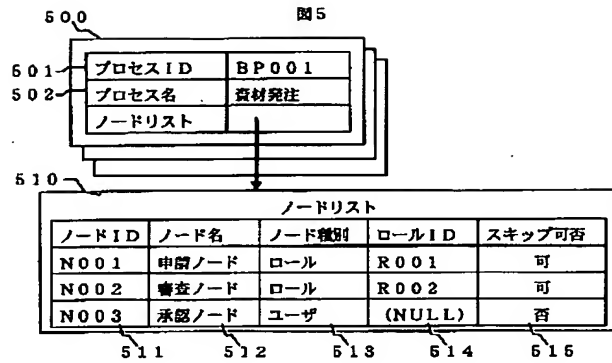 図5
500
501 プロセスID BP001
502 プロセス名 資材発注
ノードリスト
510
ノードリスト
ノードID ノード名 ノード種別 ロールID スキップ可否
N001 申請ノード ロール R001 可
N002 審査ノード ロール R002 可
N003 承認ノード ユーザ (NULL) 否
511 512 513 514 515